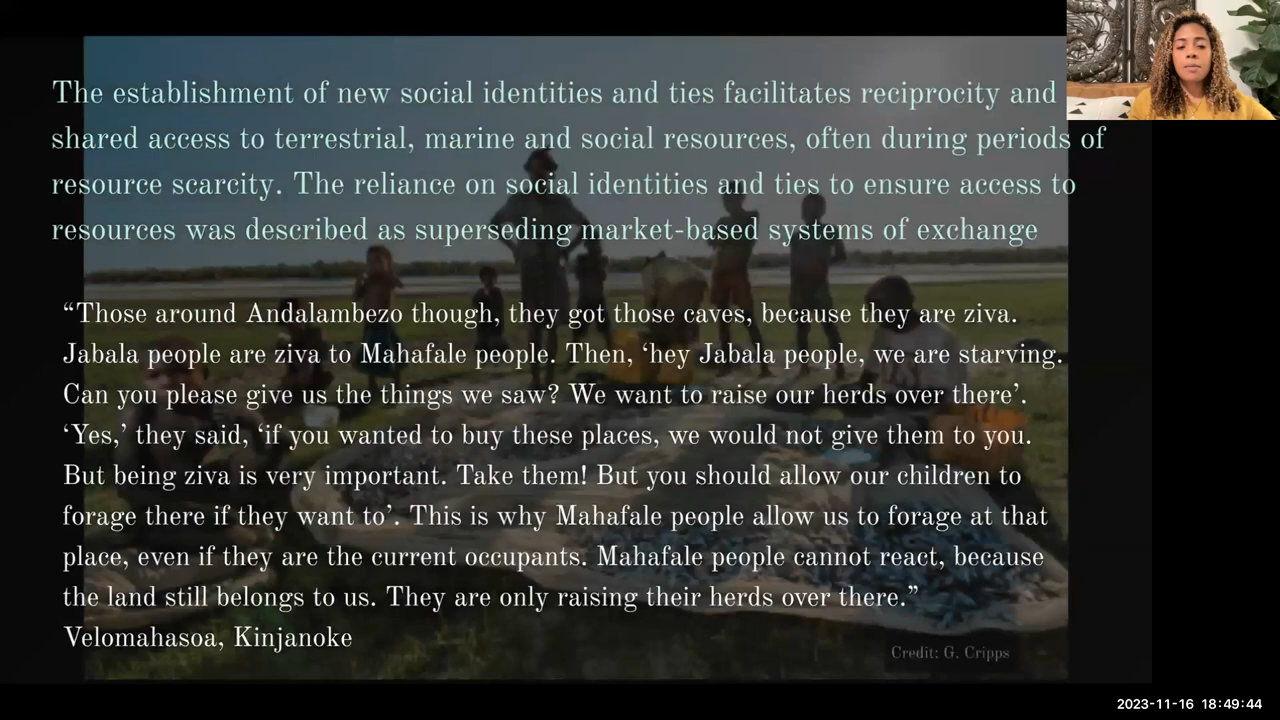 The establishment of new social identities and ties facilitates reciprocity and
shared access to terrestrial, marine and social resources, often during periods of
resource scarcity. The reliance on social identities and ties to ensure access to
resources was described as superseding market-based systems of exchange
“Those around Andalambezo though, they got those caves, because they are ziva.
Jabala people are ziva to Mahafale people. Then, ‘hey Jabala people, we are starving.
Can you please give us the things we saw? We want to raise our herds over there’.
‘Yes,’ they said, ‘if you wanted to buy these places, we would not give them to you.
But being ziva is very important. Take them! But you should allow our children to
forage there if they want to’. This is why Mahafale people allow us to forage at that
place, even if they are the current occupants. Mahafale people cannot react, because
the land still belongs to us. They are only raising their herds over there.”
Velomahasoa, Kinjanoke
Credit: G. Cripps
2023-11-16 18:49:44